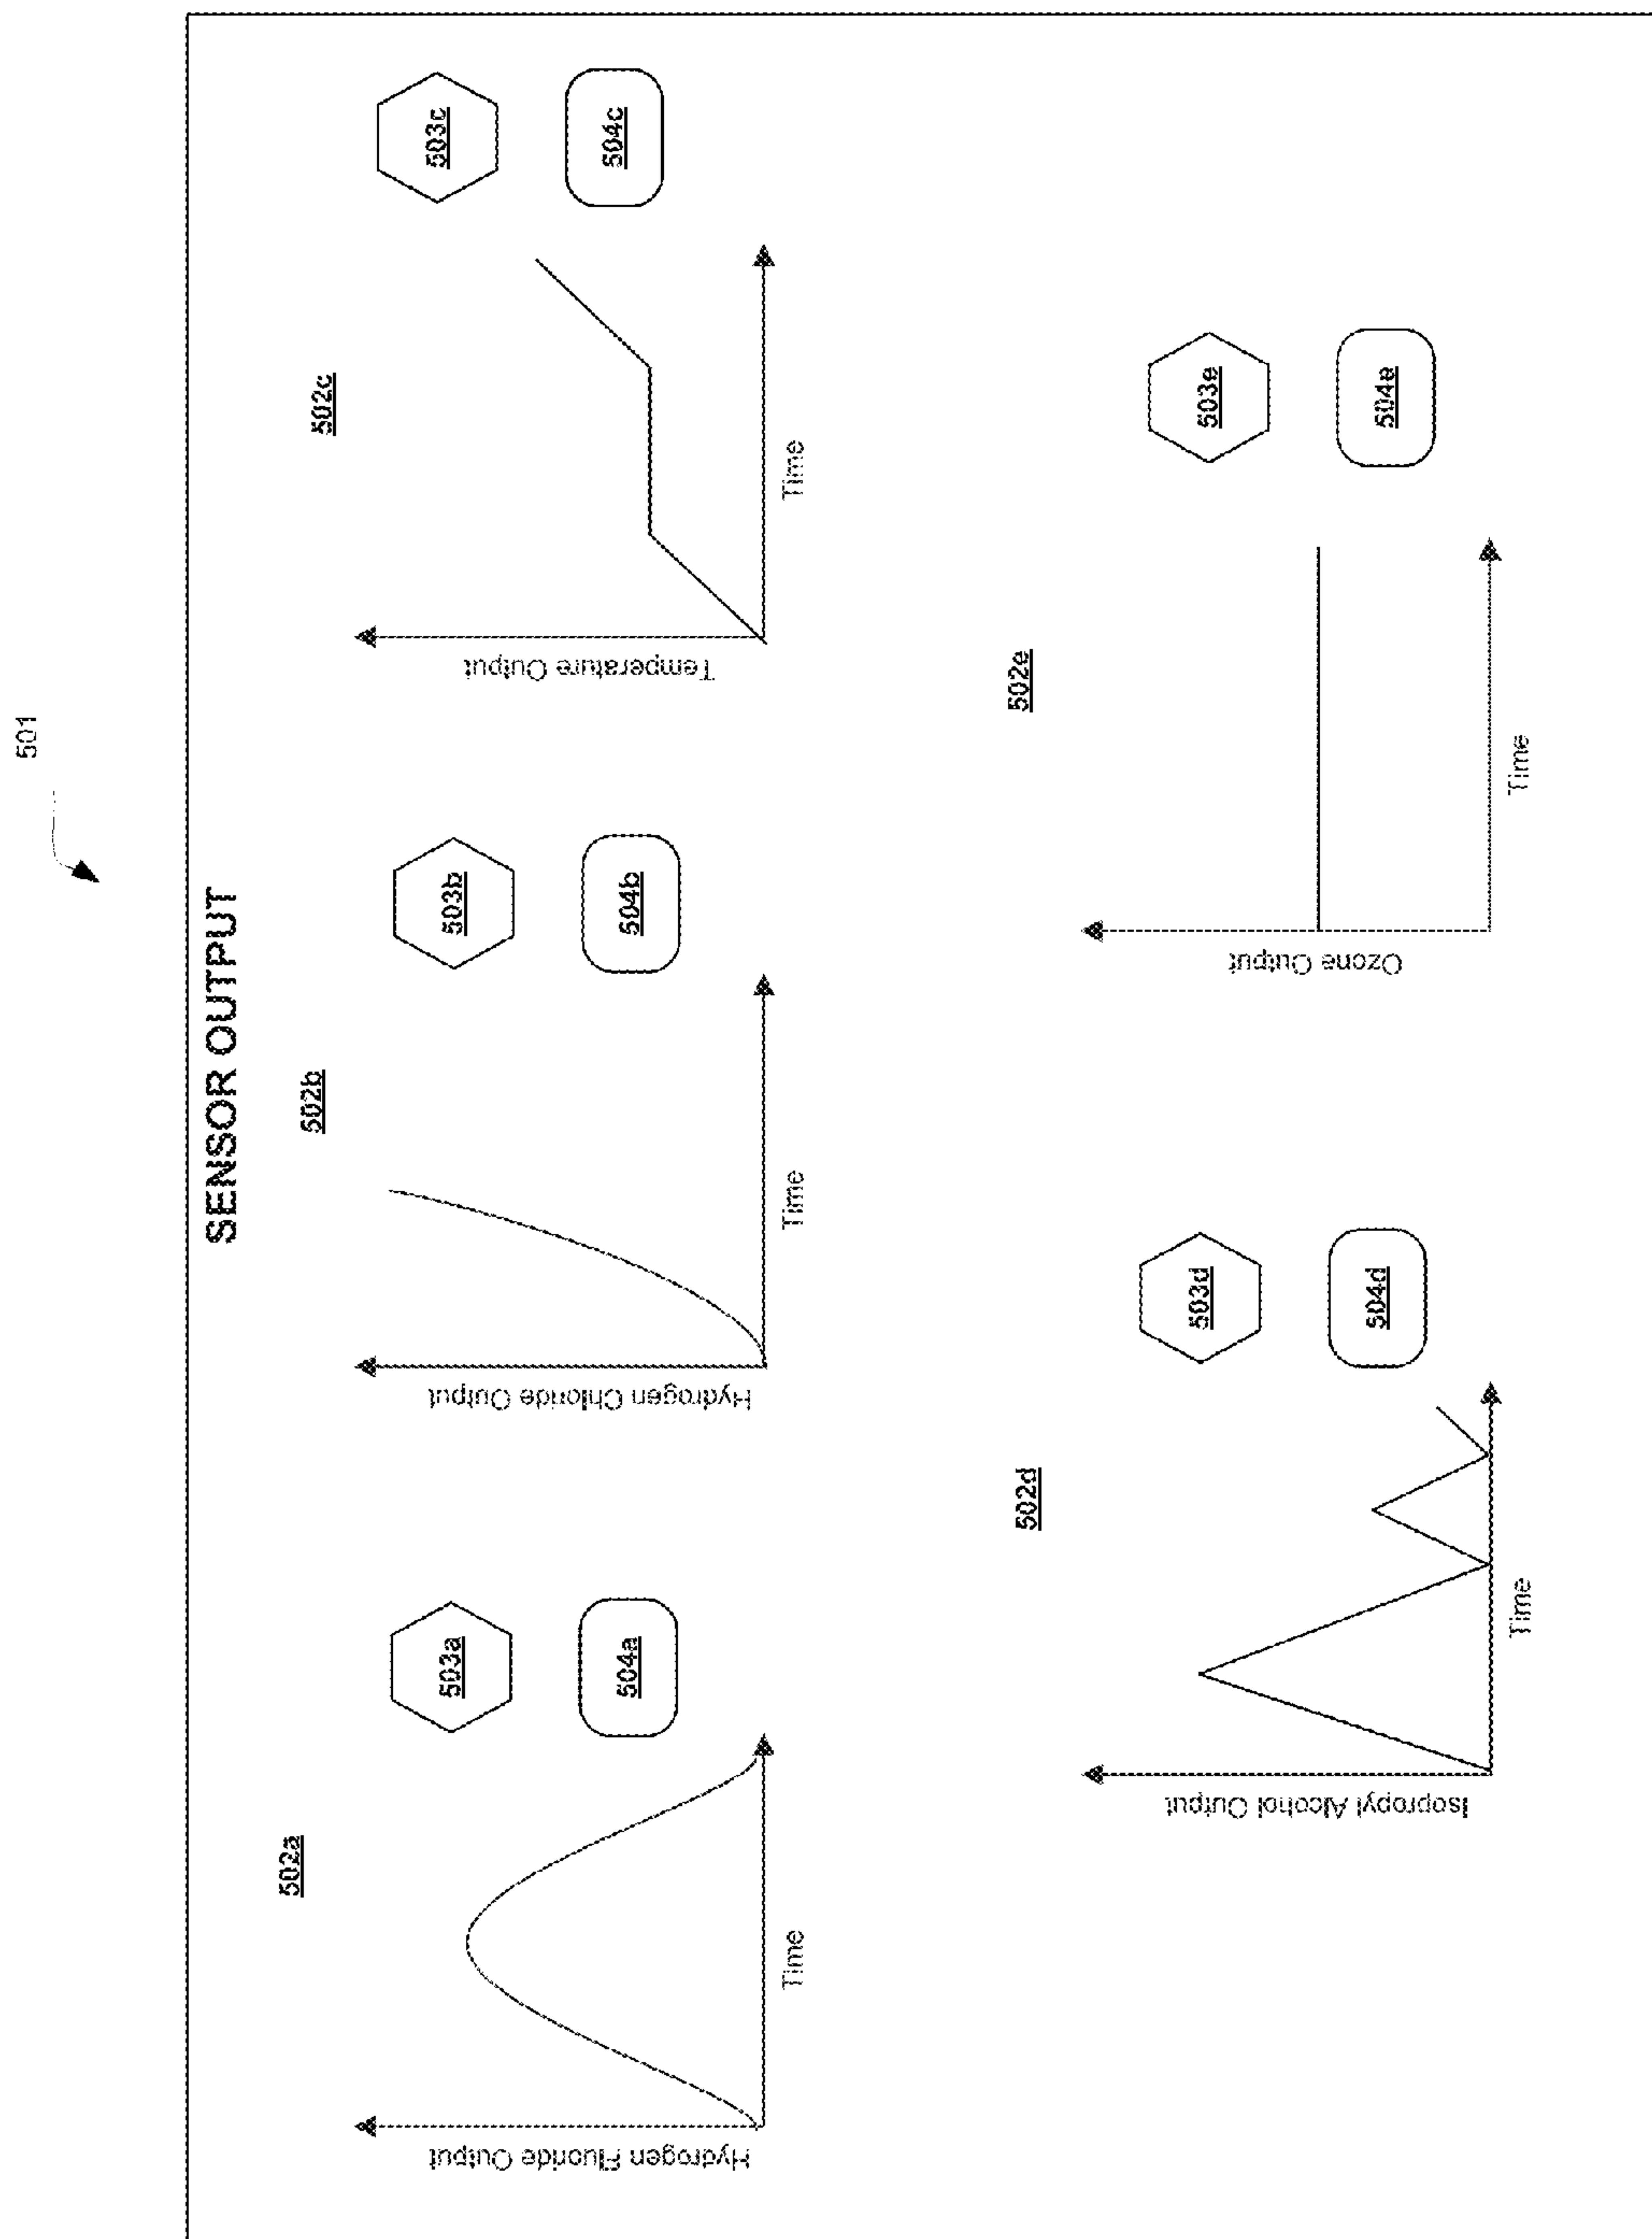 501
SENSOR OUTPUT
502a
Hydrogen Fluoride Output
Time
503a
504a
502b
Hydrogen Chloride Output
Time
503b
504b
502c
Temperature Output
Time
503c
504c
502d
Isopropyl Alcohol Output
Time
503d
504d
502e
Ozone Output
Time
503e
504e